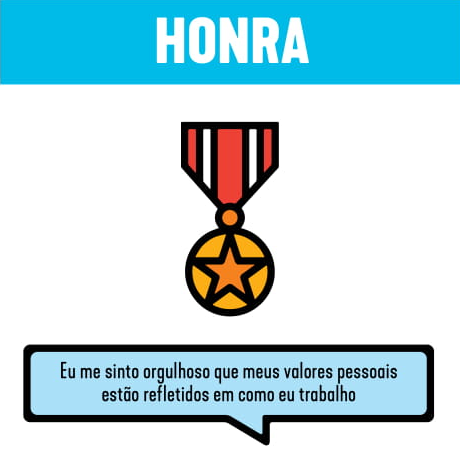 HONRA
Eu me sinto orgulhoso que meus valores pessoais
estão refletidos em como eu trabalho